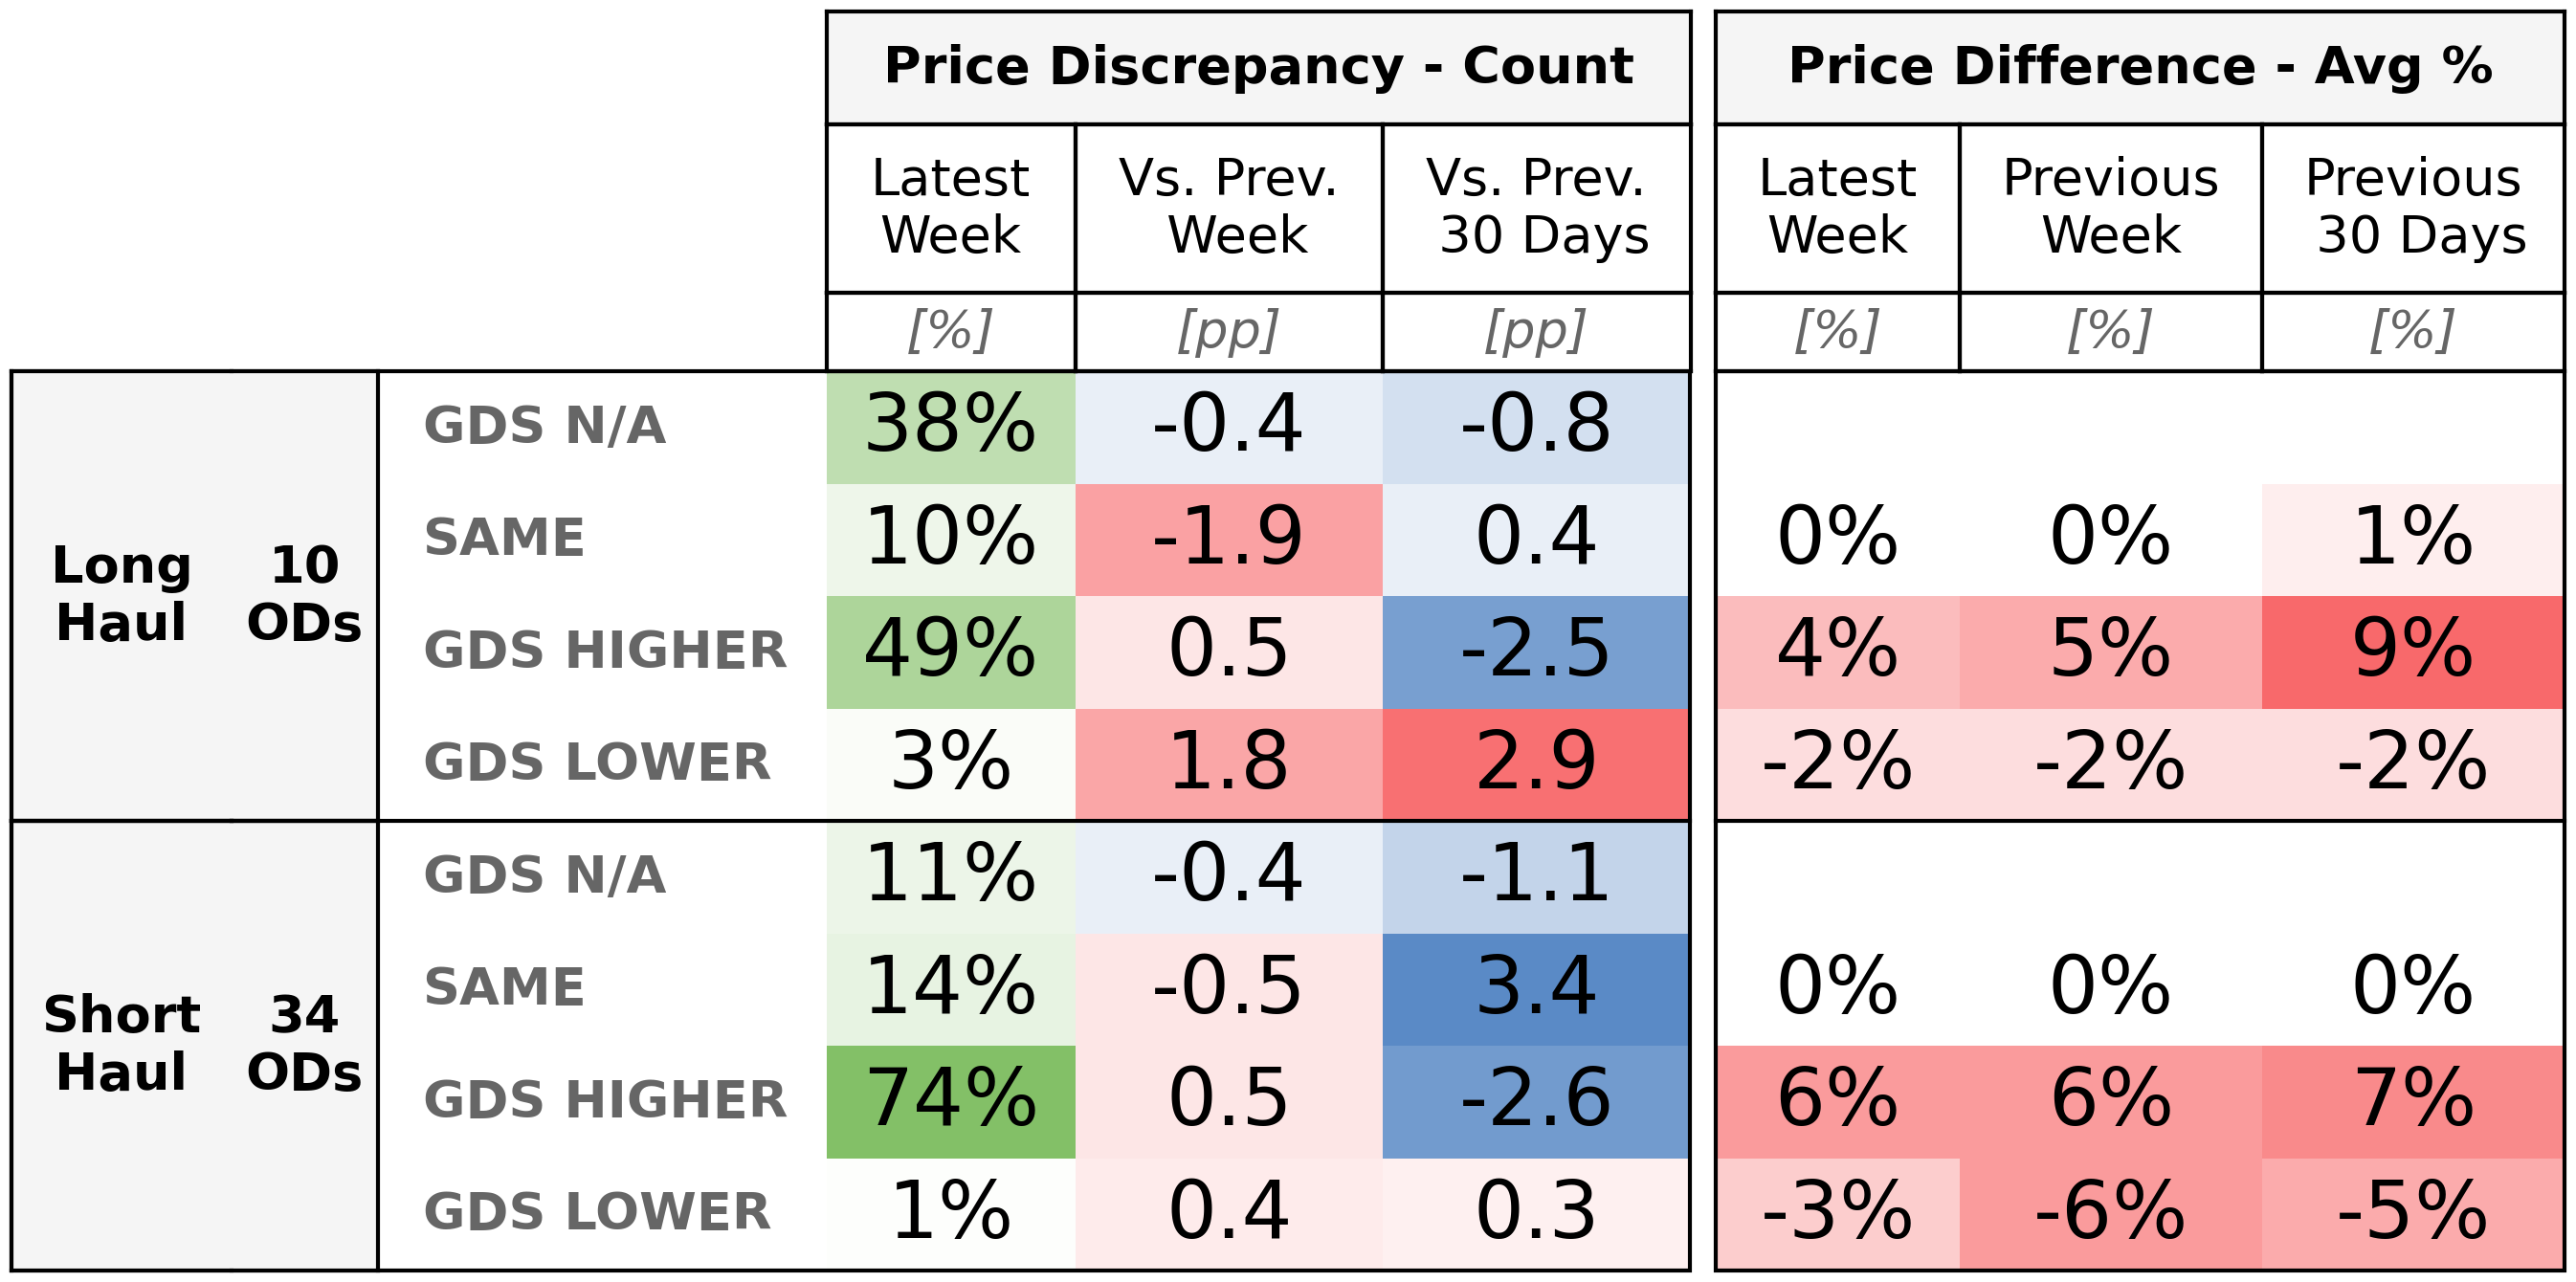 Price Discrepancy - Count Price Difference - Avg %
Latest Week Vs. Prev. Week Vs. Prev. 30 Days Latest Week Previous Week Previous 30 Days
[%] [pp] [pp] [%] [%] [%]
Long Haul 10 ODs
GDS N/A 38% -0.4 -0.8
SAME 10% -1.9 0.4 0% 0% 1%
GDS HIGHER 49% 0.5 -2.5 4% 5% 9%
GDS LOWER 3% 1.8 2.9 -2% -2% -2%
Short Haul 34 ODs
GDS N/A 11% -0.4 -1.1
SAME 14% -0.5 3.4 0% 0% 0%
GDS HIGHER 74% 0.5 -2.6 6% 6% 7%
GDS LOWER 1% 0.4 0.3 -3% -6% -5%